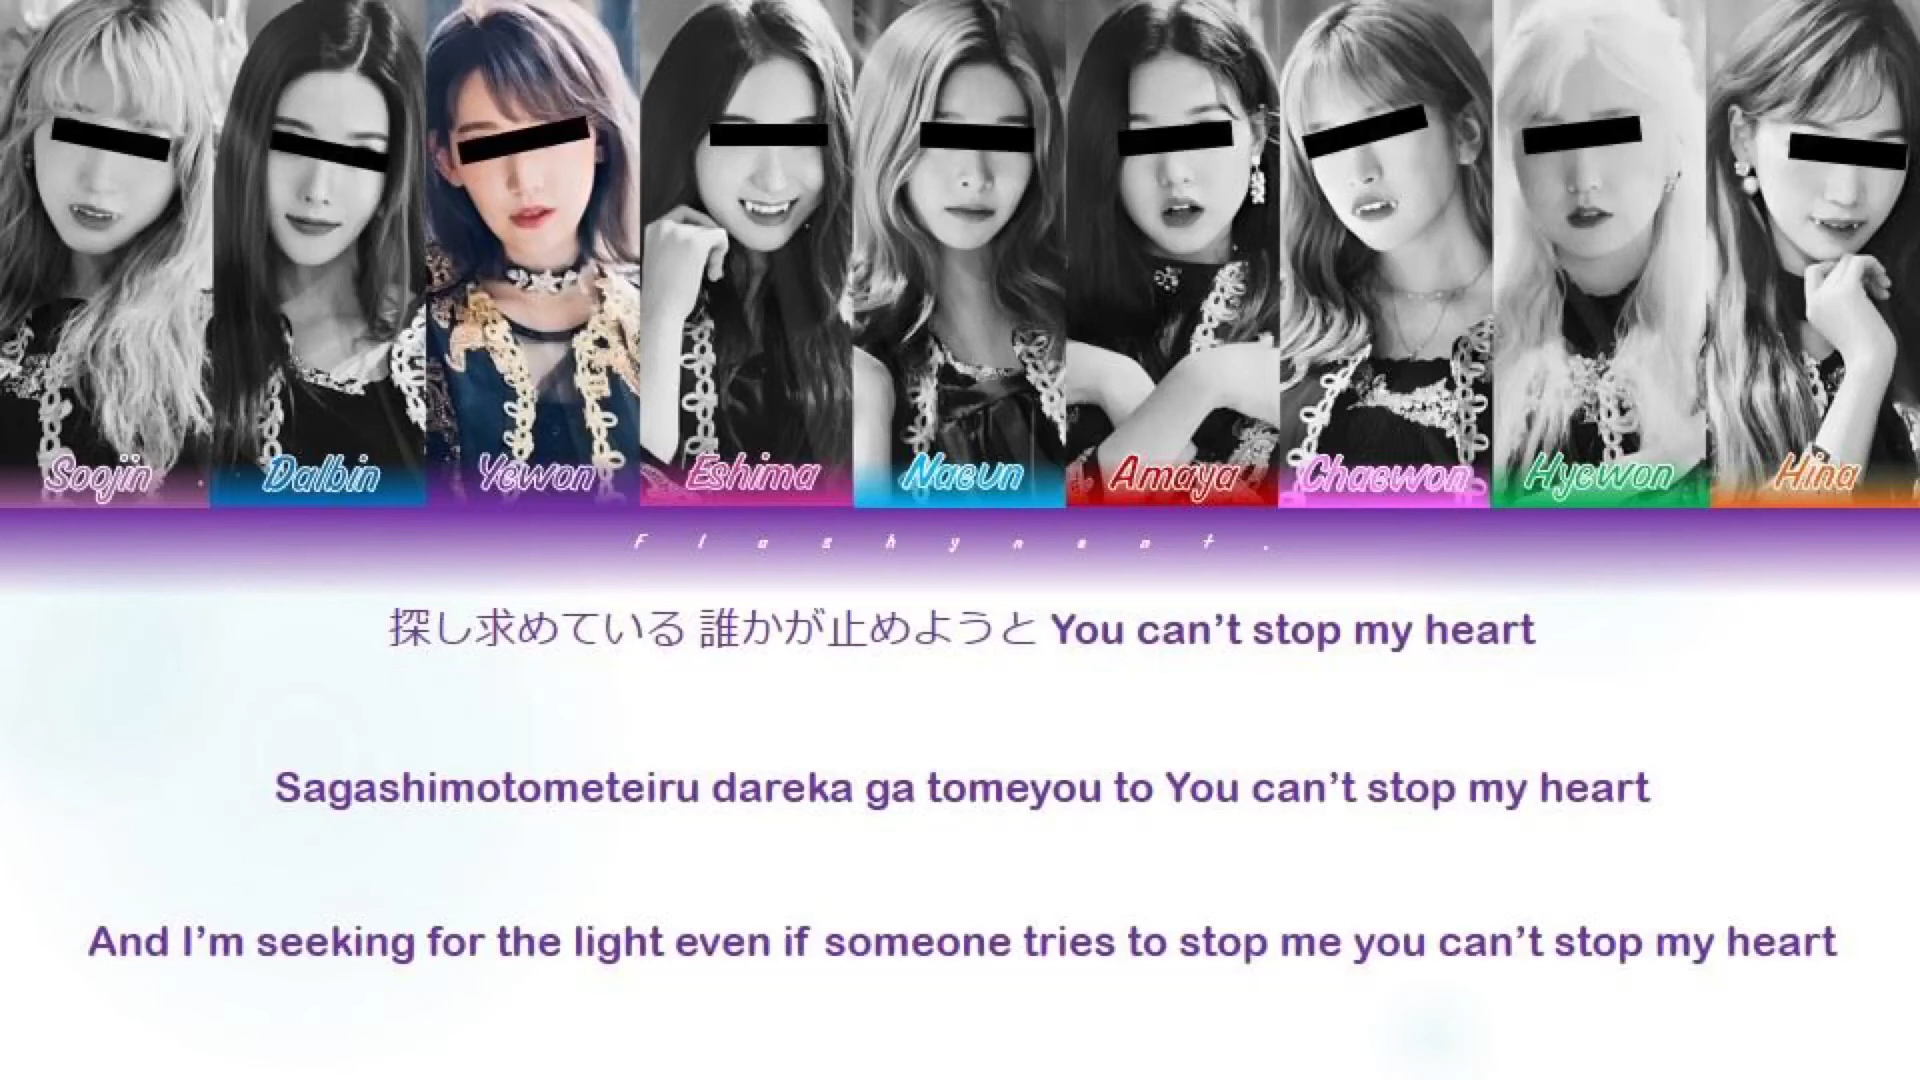 Soojin Dalbin Yewon Eshima Naeun Amaya Chaewon Hyewon Hina
Flashynent.
探し求めている 誰かが止めようと You can’t stop my heart
Sagashimotometeiru dareka ga tomeyou to You can’t stop my heart
And I’m seeking for the light even if someone tries to stop me you can’t stop my heart